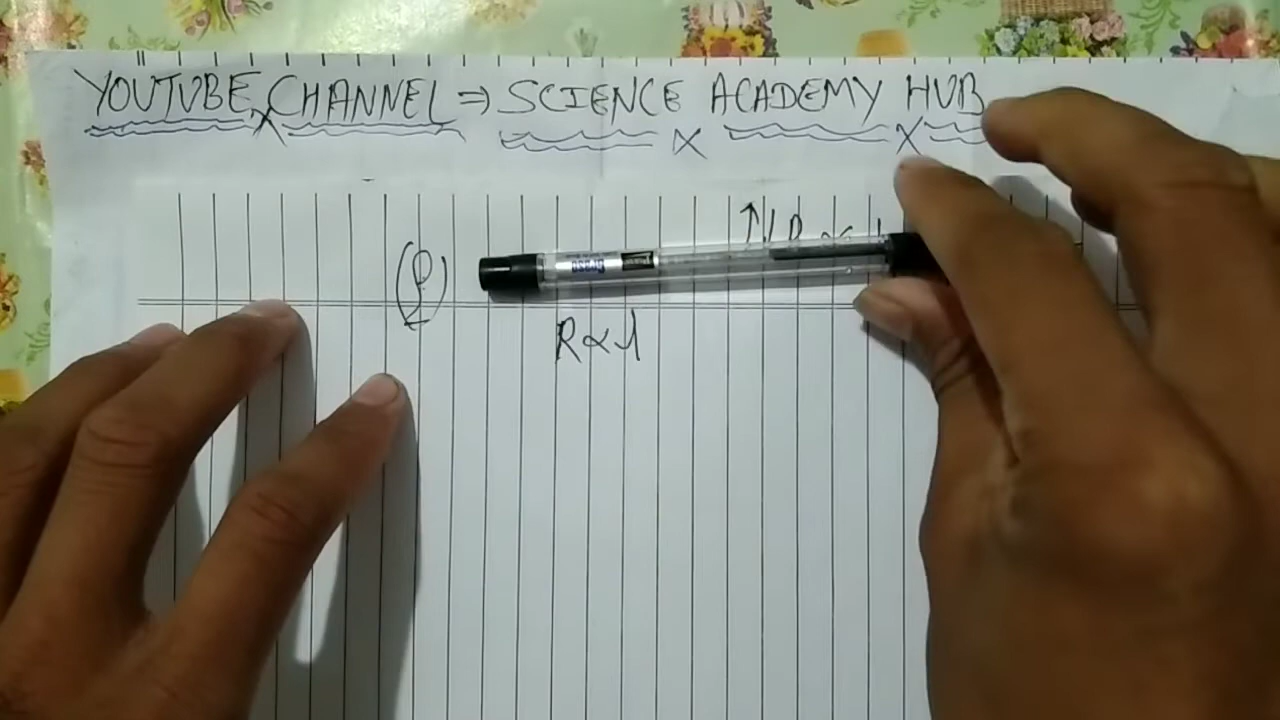 YOUTUBE CHANNEL ⇒ SCIENCE ACADEMY HUB
↑ R ∝
(l)
R ∝ l